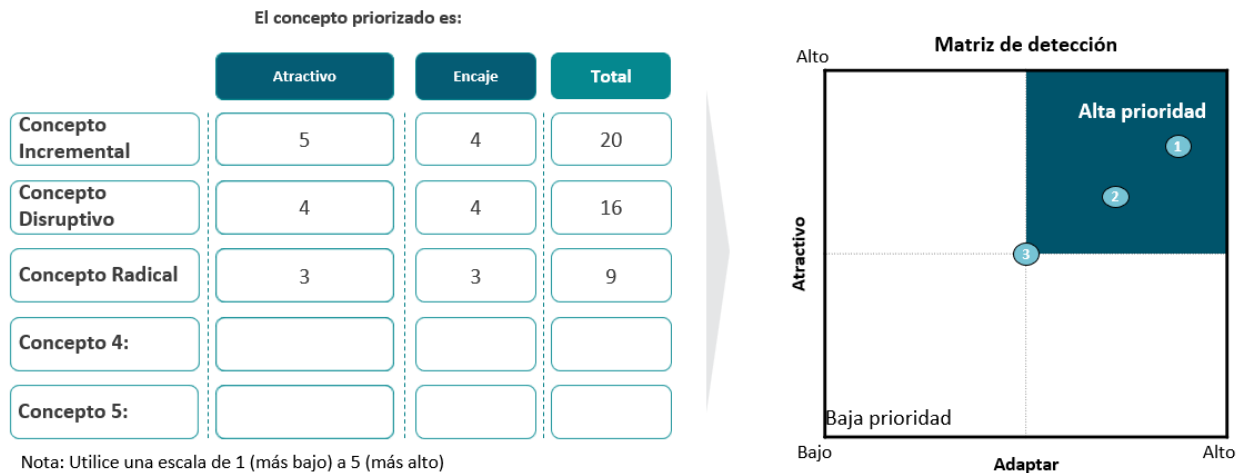 El concepto priorizado es:
Atractivo
Encaje
Total
Concepto
Incremental
5
4
20
Concepto
Disruptivo
4
4
16
Concepto Radical
3
3
9
Concepto 4:
Concepto 5:
Nota: Utilice una escala de 1 (más bajo) a 5 (más alto)
Matriz de detección
Alto
Alta prioridad
1
2
3
Atractivo
Baja prioridad
Bajo
Alto
Adaptar